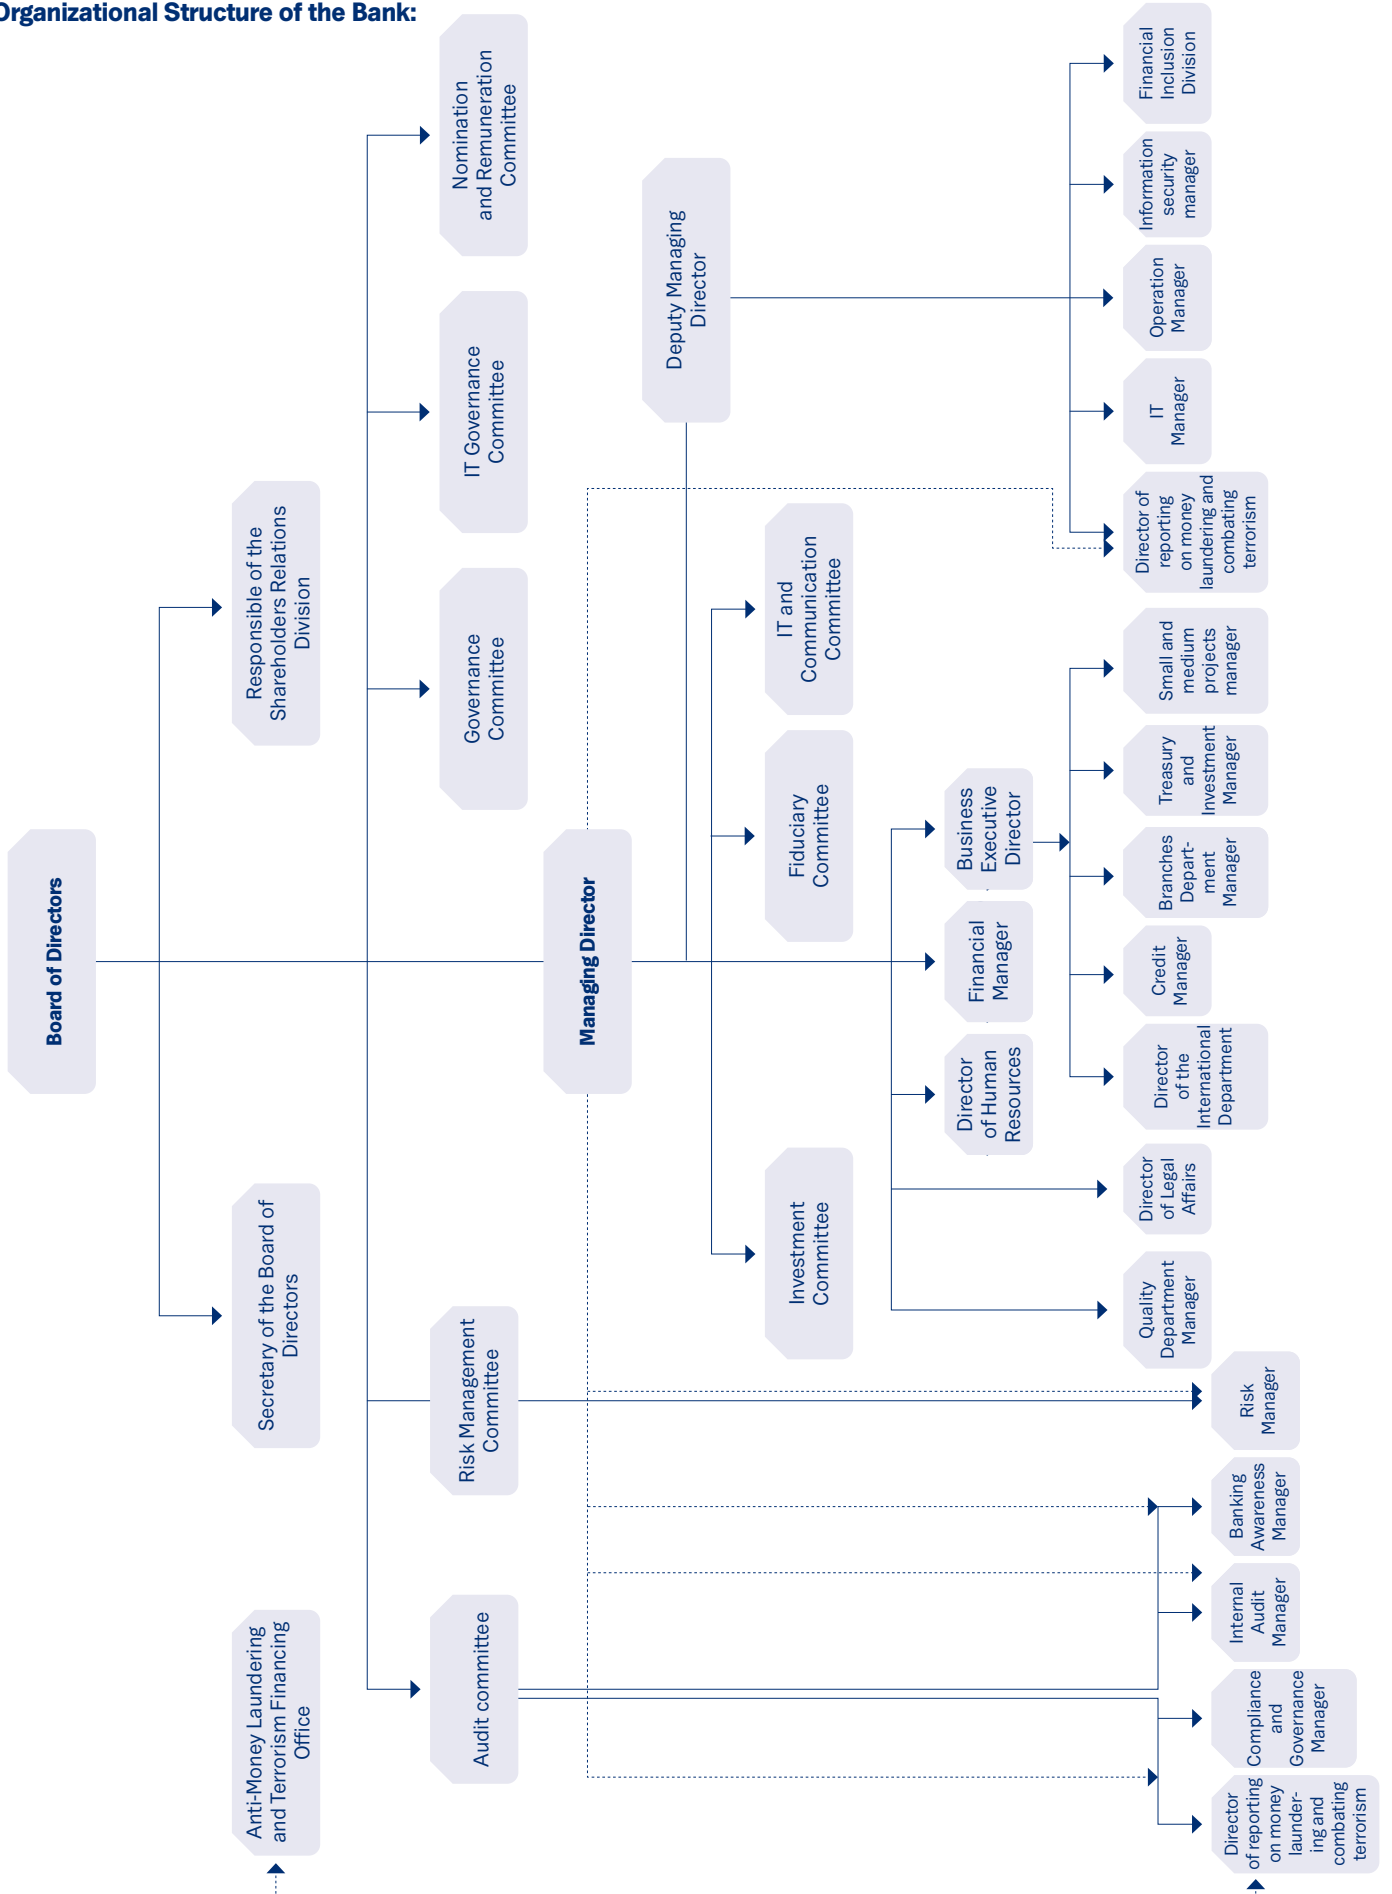 Organizational Structure of the Bank:
Board of Directors
Anti-Money Laundering
and Terrorism Financing
Office
Secretary of the Board of
Directors
Responsible of the
Shareholders Relations
Division
Audit committee
Risk Management
Committee
Governance
Committee
IT Governance
Committee
Nomination
and Remuneration
Committee
Managing Director
Deputy Managing
Director
Investment
Committee
Fiduciary
Committee
IT and
Communication
Committee
Director
of Human
Resources
Financial
Manager
Business
Executive
Director
Quality
Department
Manager
Director
of Legal
Affairs
Director
of the
International
Department
Credit
Manager
Branches
Depart-
ment
Manager
Treasury
and
Investment
Manager
Small and
medium
projects
manager
Director of
reporting
on money
laundering and
combating
terrorism
IT
Manager
Operation
Manager
Information
security
manager
Financial
Inclusion
Division
Director
of reporting
on money
launder-
ing and
combating
terrorism
Compliance
and
Governance
Manager
Internal
Audit
Manager
Banking
Awareness
Manager
Risk
Manager